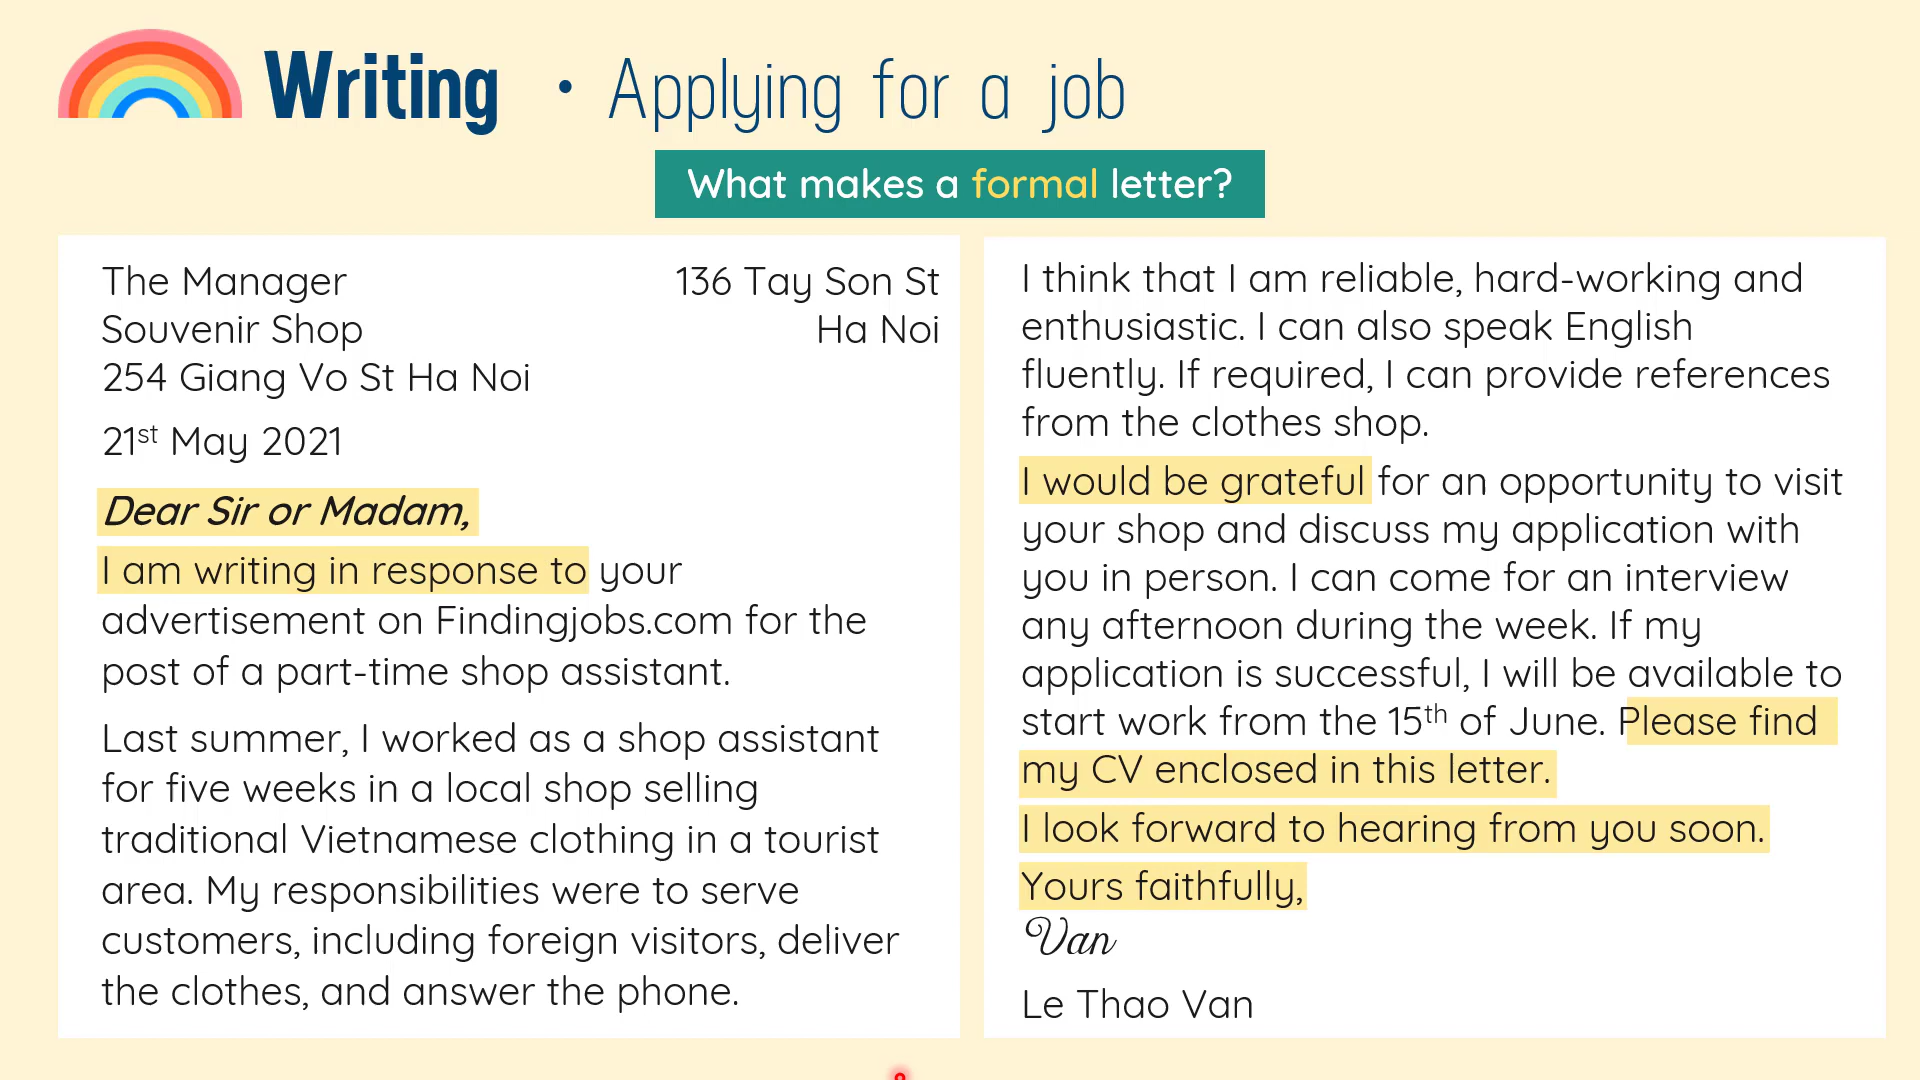 Writing • Applying for a job
What makes a formal letter?
The Manager
Souvenir Shop
254 Giang Vo St Ha Noi
136 Tay Son St
Ha Noi
21st May 2021
Dear Sir or Madam,
I am writing in response to your
advertisement on Findingjobs.com for the
post of a part-time shop assistant.
Last summer, I worked as a shop assistant
for five weeks in a local shop selling
traditional Vietnamese clothing in a tourist
area. My responsibilities were to serve
customers, including foreign visitors, deliver
the clothes, and answer the phone.
I think that I am reliable, hard-working and
enthusiastic. I can also speak English
fluently. If required, I can provide references
from the clothes shop.
I would be grateful for an opportunity to visit
your shop and discuss my application with
you in person. I can come for an interview
any afternoon during the week. If my
application is successful, I will be available to
start work from the 15th of June. Please find
my CV enclosed in this letter.
I look forward to hearing from you soon.
Yours faithfully,
Van
Le Thao Van